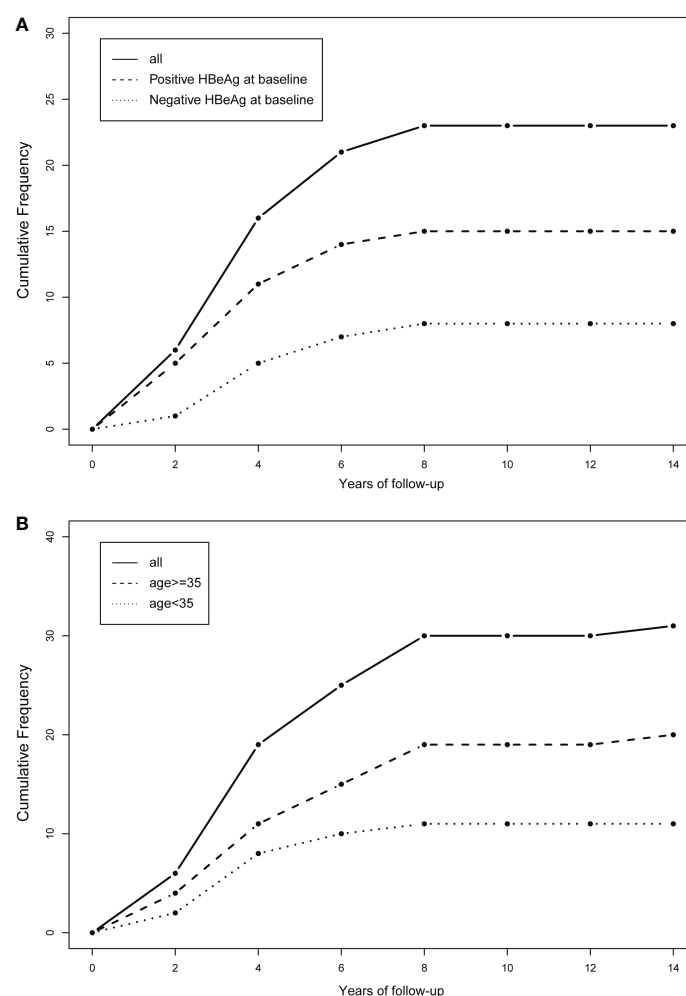 A
all
Positive HBeAg at baseline
Negative HBeAg at baseline
Cumulative Frequency
30
25
20
15
10
5
0
0 2 4 6 8 10 12 14
Years of follow-up
B
all
age>=35
age<35
Cumulative Frequency
40
30
20
10
0
0 2 4 6 8 10 12 14
Years of follow-up